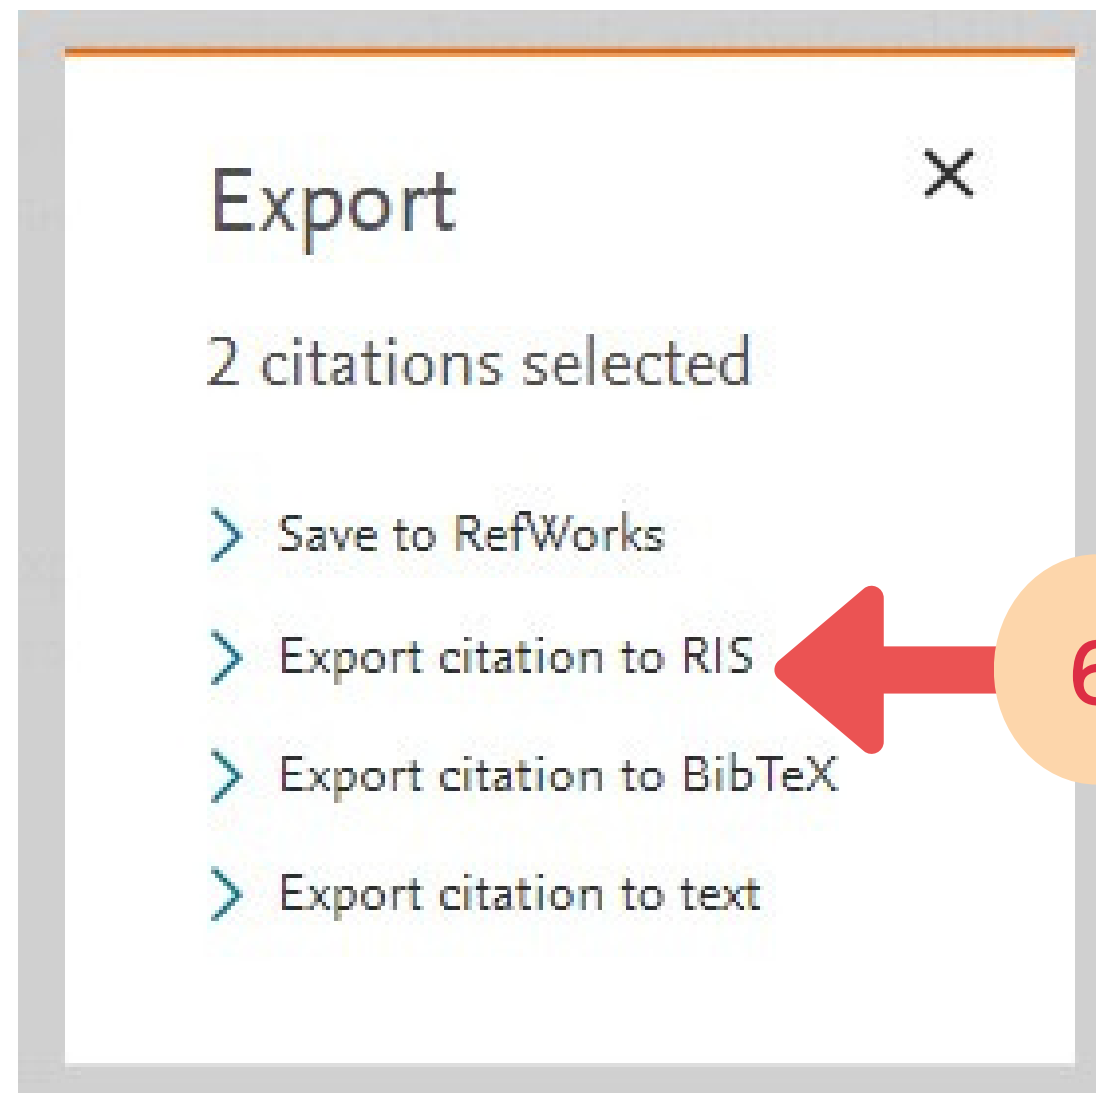 Export
2 citations selected
Save to RefWorks
Export citation to RIS
6
Export citation to BibTeX
Export citation to text